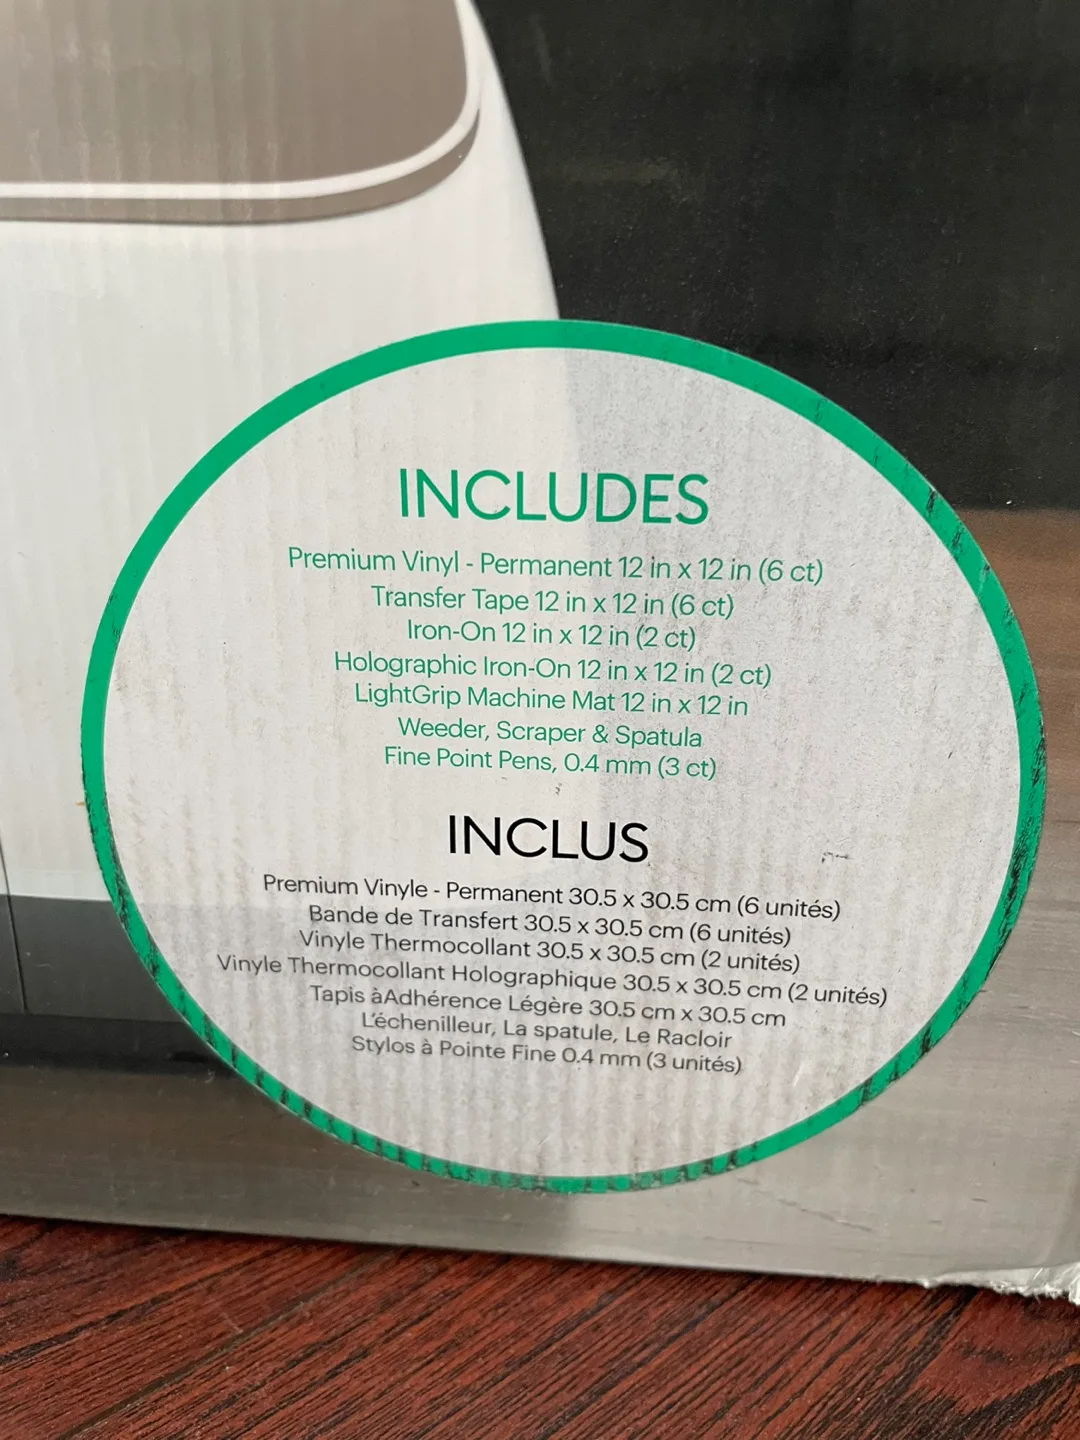 INCLUDES
Premium Vinyl - Permanent 12 in x 12 in (6 ct)
Transfer Tape 12 in x 12 in (6 ct)
Iron-On 12 in x 12 in (2 ct)
Holographic Iron-On 12 in x 12 in (2 ct)
LightGrip Machine Mat 12 in x 12 in
Weeder, Scraper & Spatula
Fine Point Pens, 0.4 mm (3 ct)
INCLUS
Premium Vinyle - Permanent 30.5 x 30.5 cm (6 unités)
Bande de Transfert 30.5 x 30.5 cm (6 unités)
Vinyle Thermocollant 30.5 x 30.5 cm (2 unités)
Vinyle Thermocollant Holographique 30.5 x 30.5 cm (2 unités)
Tapis àAdhérence Légère 30.5 cm x 30.5 cm
L'échenilleur, La spatule, Le Racloir
Stylos à Pointe Fine 0.4 mm (3 unités)